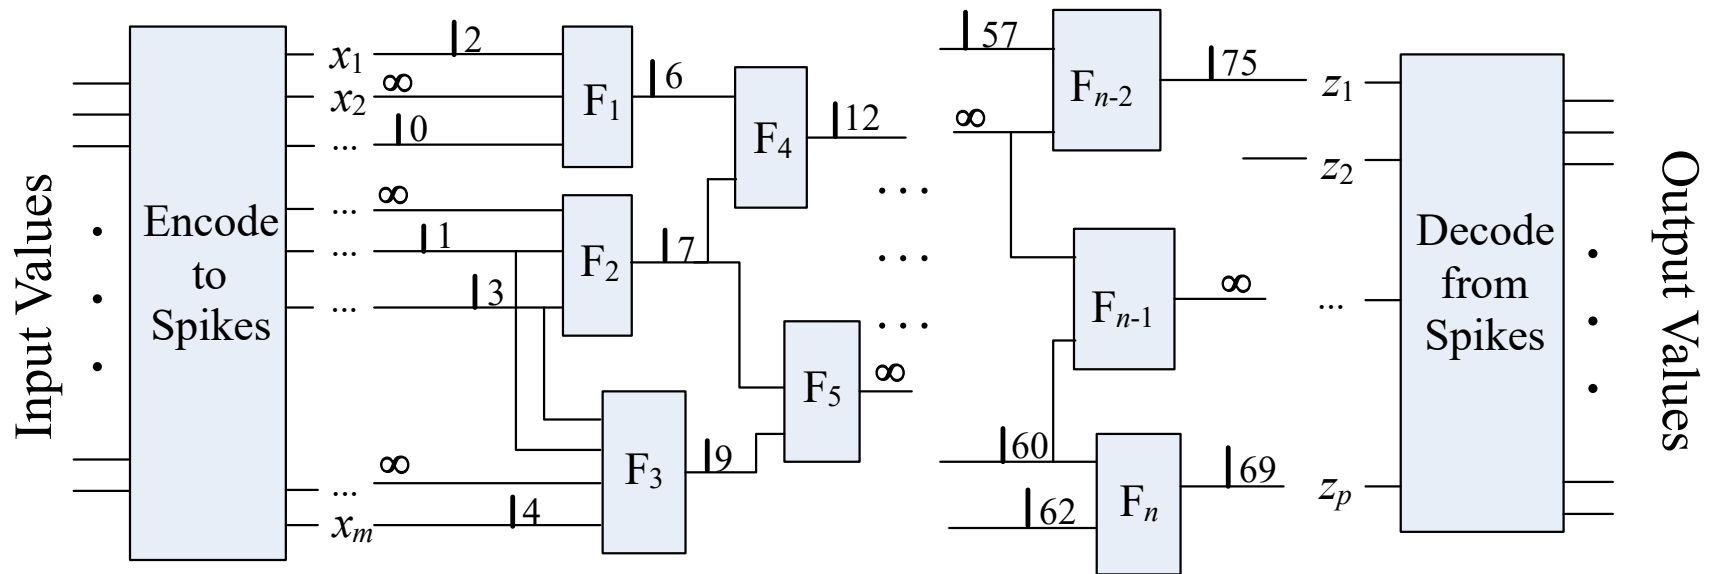 Input Values
Encode
to
Spikes
x1
x2
...
...
...
...
...
xm
2
∞
0
∞
1
3
∞
4
F1
F2
F3
6
7
9
F4
F5
12
∞
. . .
. . .
. . .
57
∞
60
62
Fn-2
Fn-1
Fn
75
∞
69
z1
z2
...
zp
Decode
from
Spikes
Output Values